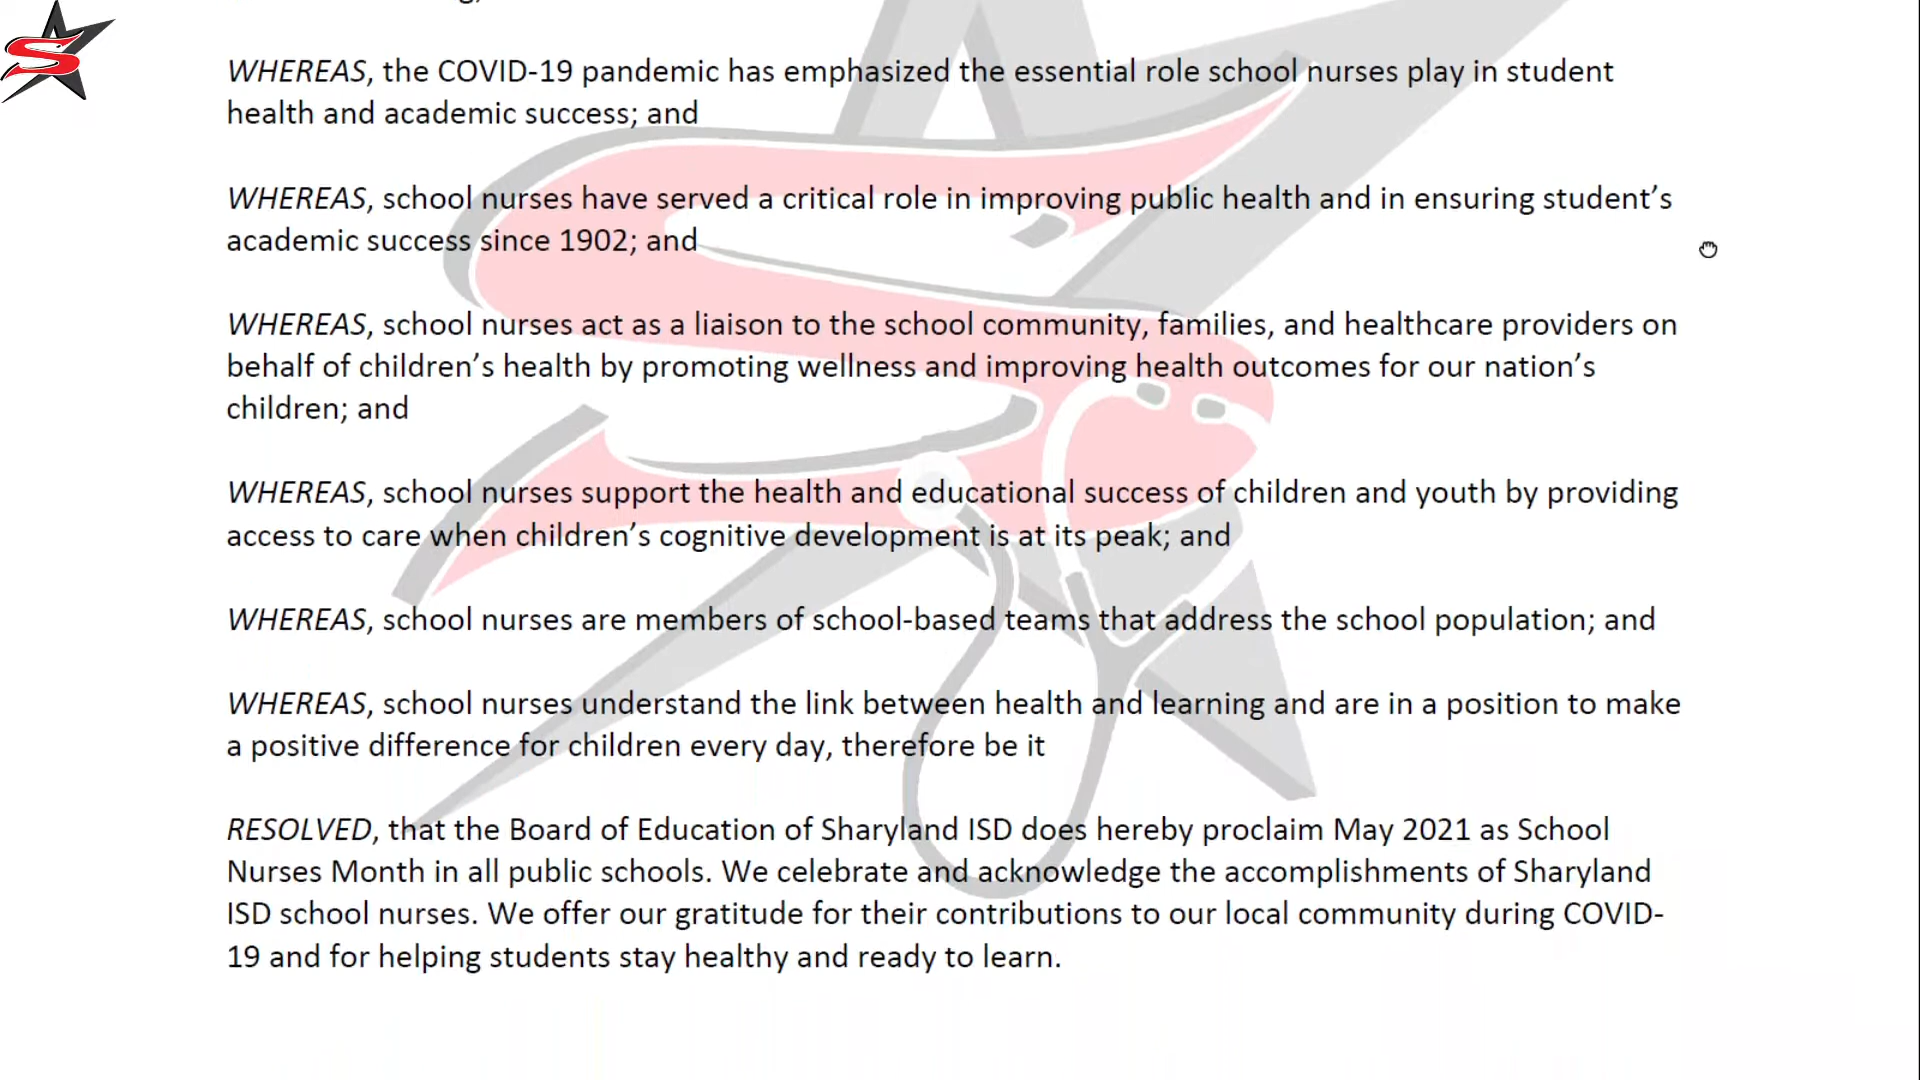 WHEREAS, the COVID-19 pandemic has emphasized the essential role school nurses play in student
health and academic success; and
WHEREAS, school nurses have served a critical role in improving public health and in ensuring student’s
academic success since 1902; and
WHEREAS, school nurses act as a liaison to the school community, families, and healthcare providers on
behalf of children’s health by promoting wellness and improving health outcomes for our nation’s
children; and
WHEREAS, school nurses support the health and educational success of children and youth by providing
access to care when children’s cognitive development is at its peak; and
WHEREAS, school nurses are members of school-based teams that address the school population; and
WHEREAS, school nurses understand the link between health and learning and are in a position to make
a positive difference for children every day, therefore be it
RESOLVED, that the Board of Education of Sharyland ISD does hereby proclaim May 2021 as School
Nurses Month in all public schools. We celebrate and acknowledge the accomplishments of Sharyland
ISD school nurses. We offer our gratitude for their contributions to our local community during COVID-
19 and for helping students stay healthy and ready to learn.